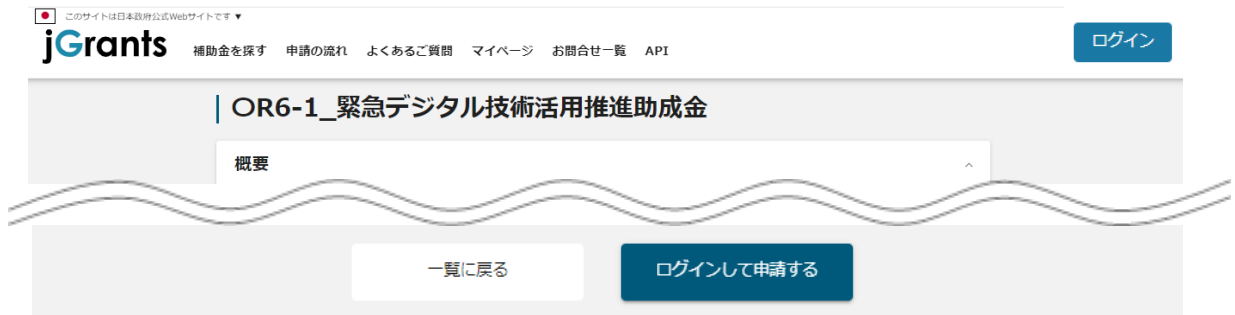 このサイトは日本政府公式Webサイトです ▼
jGrants 補助金を探す 申請の流れ よくあるご質問 マイページ お問合せ一覧 API ログイン
OR6-1_緊急デジタル技術活用推進助成金
概要
一覧に戻る ログインして申請する